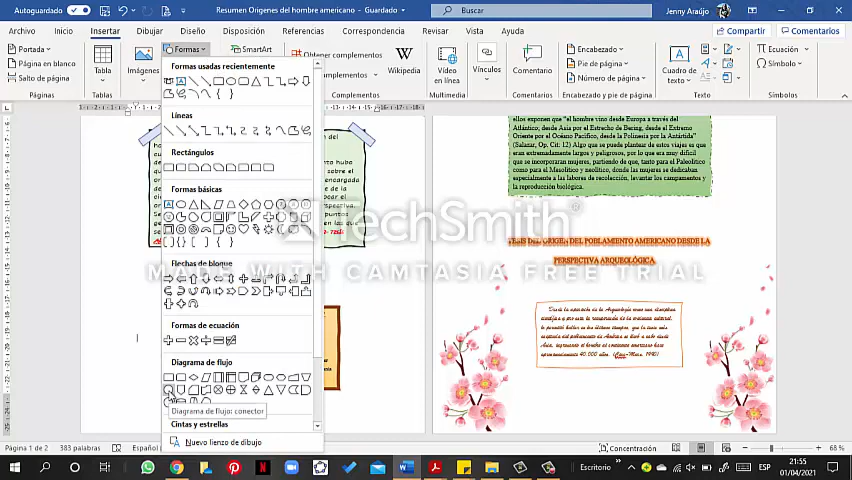 Autoguardado
Resumen Origenes del hombre americano - Guardado
Buscar
Jenny Araújo
Archivo Inicio Insertar Dibujar Diseño Disposición Referencias Correspondencia Revisar Vista Ayuda
Compartir Comentarios
Portada
Página en blanco
Salto de página
Páginas
Tabla
Tablas
Imágenes
Formas
SmartArt
Obtener complementos
complementos
Complementos
Wikipedia
Video en línea
Multimedia
Vínculos
Comentario
Comentarios
Encabezado
Pie de página
Número de página
Encabezado y pie de página
Cuadro de texto
Texto
Ecuación
Símbolo
Símbolos
Formas usadas recientemente
Líneas
Rectángulos
Formas básicas
Flechas de bloque
Formas de ecuación
Diagrama de flujo
Diagrama de flujo: conector
Cintas y estrellas
Nuevo lienzo de dibujo
ellos exponen que "el hombre vino desde Europa a través del
Atlántico; desde Asia por el Estrecho de Bering, desde el Extremo
Oriente por el Océano Pacífico, desde la Polinesia por la Antártida"
(Salazar, Op. Cit: 12) Algo que se puede plantear de estos viajes es que
eran extremadamente largos y peligrosos, por lo que era muy difícil
que se incorporaran mujeres, partiendo de que, tanto para el Paleolítico
como para el Mesolítico y neolítico, donde las mujeres se dedicaban
especialmente a las labores de recolección, levantar los campamentos y
la reproducción biológica.
TESIS DEL ORIGEN DEL POBLAMENTO AMERICANO DESDE LA
PERSPECTIVA ARQUEOLÓGICA
TechSmith
MADE WITH CAMTASIA FREE TRIAL
Página 1 de 2 383 palabras Español
Concentración
68 %
Escritorio
ESP
21:55
01/04/2021